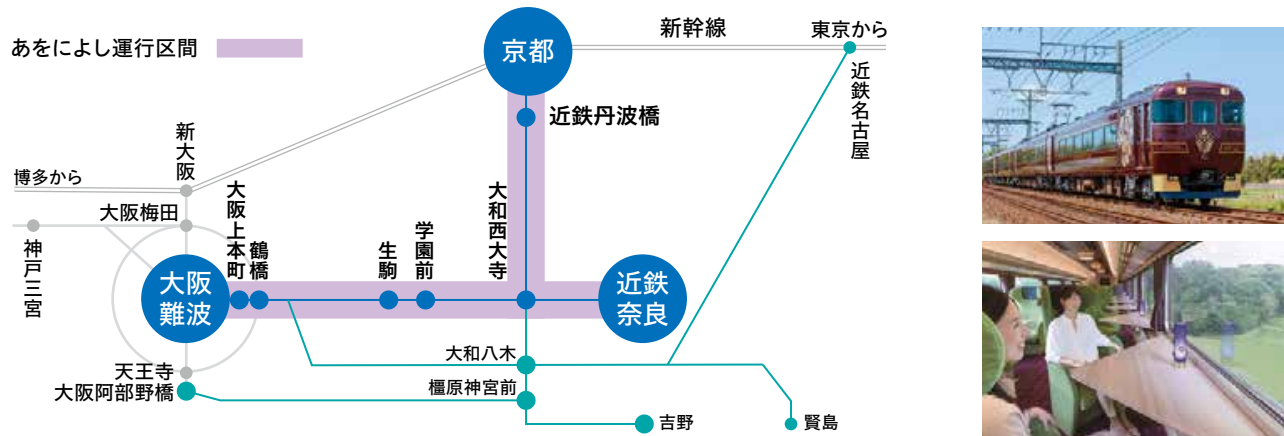 あをによし運行区間
京都
新幹線
東京から
近鉄名古屋
近鉄丹波橋
新大阪
博多から
大阪梅田
神戸三宮
大阪上本町
鶴橋
生駒
学園前
大和西大寺
大阪
難波
近鉄
奈良
天王寺
大阪阿部野橋
大和八木
橿原神宮前
吉野
賢島